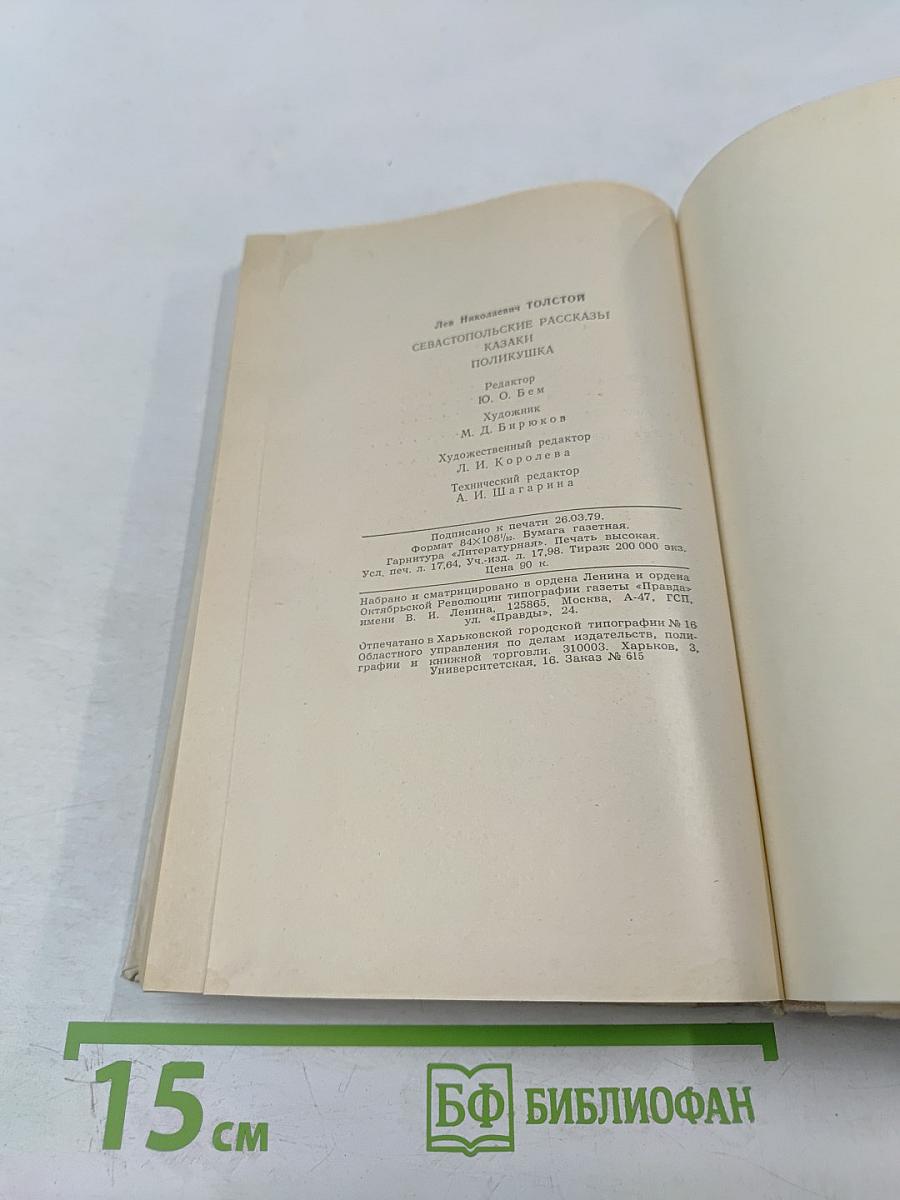 Лев Николаевич ТОЛСТОЙ
СЕВАСТОПОЛЬСКИЕ РАССКАЗЫ
КАЗАКИ
ПОЛИКУШКА
Редактор
Ю. О. Бем
Художник
М. Д. Бирюков
Художественный редактор
Л. И. Королева
Технический редактор
А. И. Шагарина
Подписано к печати 26.03.79.
Формат 84×108¹/₃₂. Бумага газетная.
Гарнитура «Литературная». Печать высокая.
Усл. печ. л. 17,64. Уч.-изд. л. 17,98. Тираж 200 000 экз.
Цена 90 к.
Набрано и сматрицировано в ордена Ленина и ордена
Октябрьской Революции типографии газеты «Правда»
имени В. И. Ленина, 125865, Москва, А-47, ГСП,
ул. «Правды», 24.
Отпечатано в Харьковской городской типографии № 16
Областного управления по делам издательств, поли-
графии и книжной торговли. 310003. Харьков, 3,
Университетская, 16. Заказ № 615
15 см
БФ БИБЛИОФАН